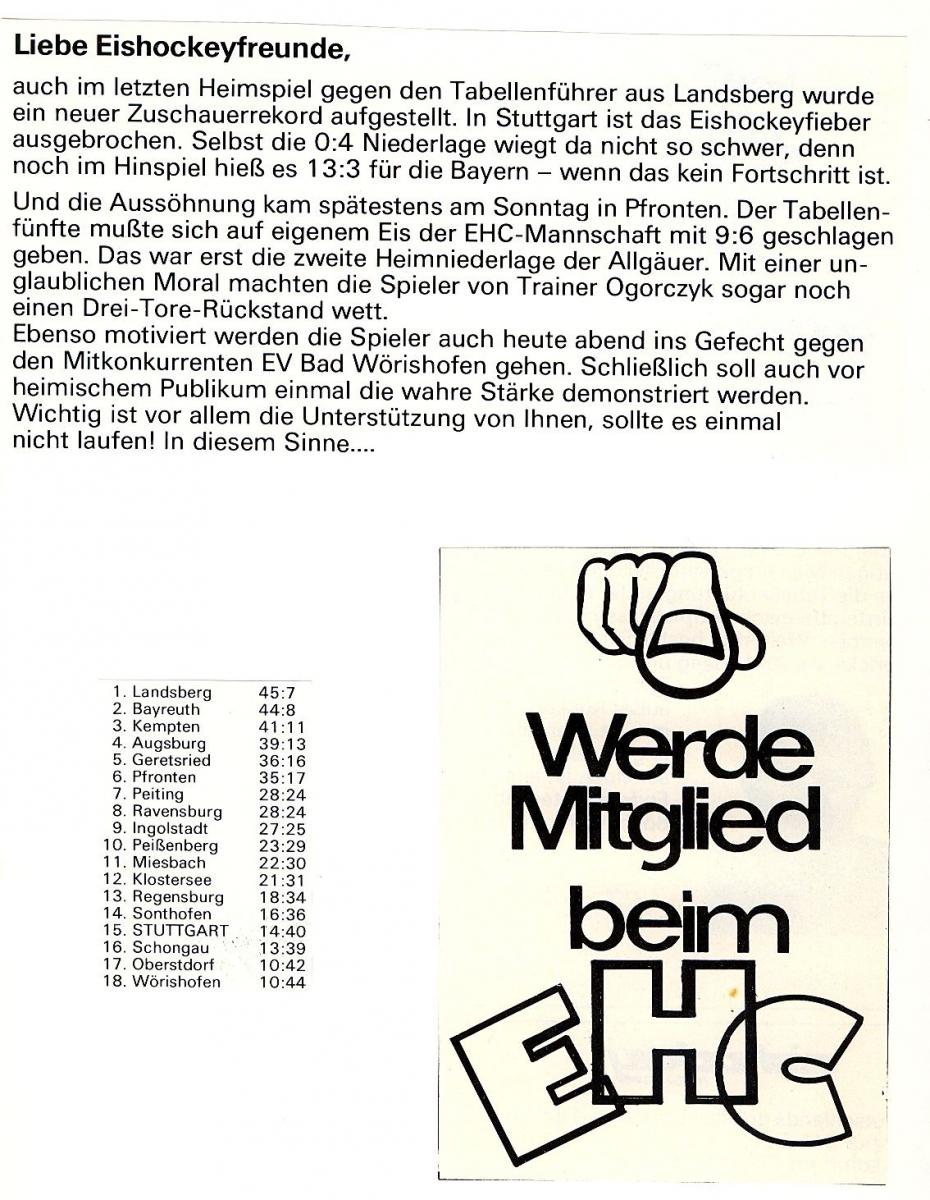 Liebe Eishockeyfreunde,
auch im letzten Heimspiel gegen den Tabellenführer aus Landsberg wurde
ein neuer Zuschauerrekord aufgestellt. In Stuttgart ist das Eishockeyfieber
ausgebrochen. Selbst die 0:4 Niederlage wiegt da nicht so schwer, denn
noch im Hinspiel hieß es 13:3 für die Bayern – wenn das kein Fortschritt ist.
Und die Aussöhnung kam spätestens am Sonntag in Pfronten. Der Tabellen-
fünfte mußte sich auf eigenem Eis der EHC-Mannschaft mit 9:6 geschlagen
geben. Das war erst die zweite Heimniederlage der Allgäuer. Mit einer un-
glaublichen Moral machten die Spieler von Trainer Ogorczyk sogar noch
einen Drei-Tore-Rückstand wett.
Ebenso motiviert werden die Spieler auch heute abend ins Gefecht gegen
den Mitkonkurrenten EV Bad Wörishofen gehen. Schließlich soll auch vor
heimischem Publikum einmal die wahre Stärke demonstriert werden.
Wichtig ist vor allem die Unterstützung von Ihnen, sollte es einmal
nicht laufen! In diesem Sinne....
1. Landsberg 45:7
2. Bayreuth 44:8
3. Kempten 41:11
4. Augsburg 39:13
5. Geretsried 36:16
6. Pfronten 35:17
7. Peiting 28:24
8. Ravensburg 28:24
9. Ingolstadt 27:25
10. Peißenberg 23:29
11. Miesbach 22:30
12. Klostersee 21:31
13. Regensburg 18:34
14. Sonthofen 16:36
15. STUTTGART 14:40
16. Schongau 13:39
17. Oberstdorf 10:42
18. Wörishofen 10:44
Werde
Mitglied
beim
EHC